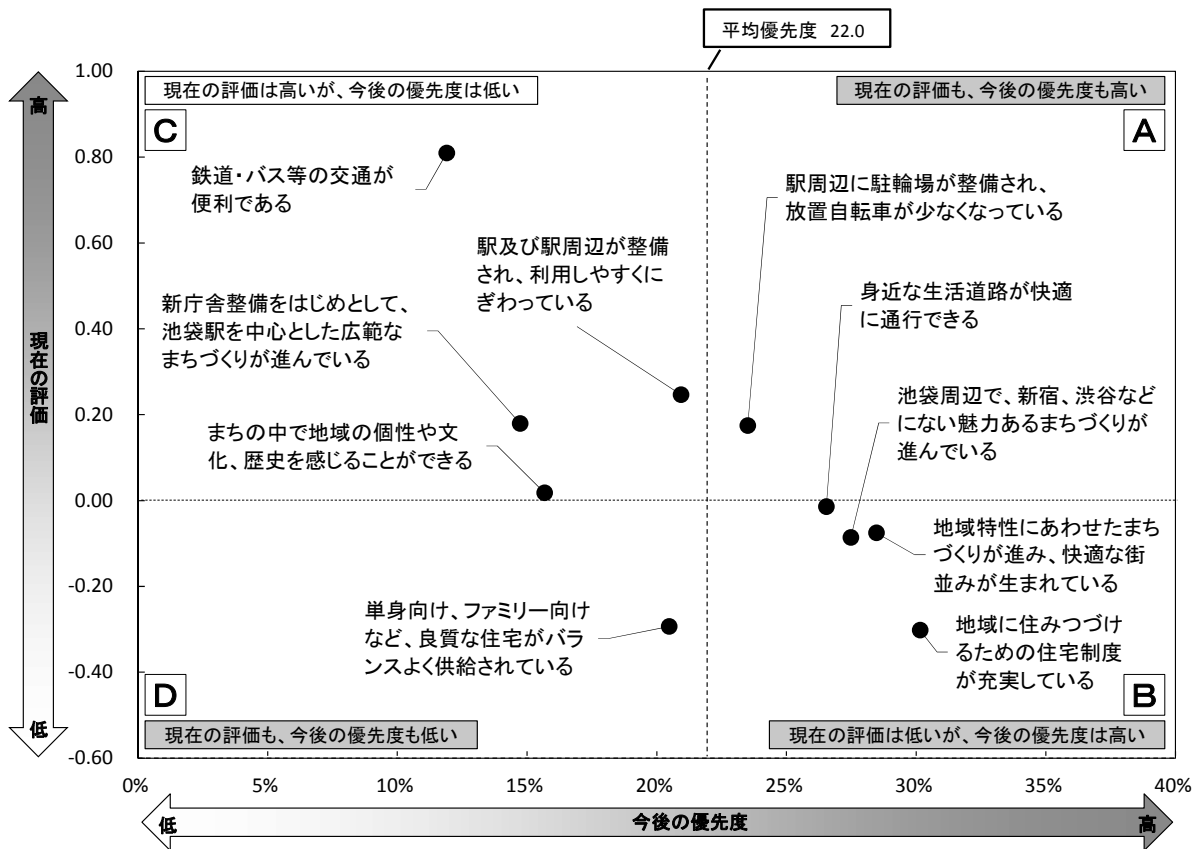 平均優先度 22.0
1.00
0.80
0.60
0.40
0.20
0.00
-0.20
-0.40
-0.60
高
現在の評価
低
現在の評価は高いが、今後の優先度は低い
C
現在の評価も、今後の優先度も高い
A
鉄道・バス等の交通が
便利である
駅周辺に駐輪場が整備され、
放置自転車が少なくなっている
駅及び駅周辺が整備
され、利用しやすくに
ぎわっている
新庁舎整備をはじめとして、
池袋駅を中心とした広範な
まちづくりが進んでいる
身近な生活道路が快適
に通行できる
まちの中で地域の個性や文
化、歴史を感じることができる
池袋周辺で、新宿、渋谷など
にない魅力あるまちづくりが
進んでいる
地域特性にあわせたまち
づくりが進み、快適な街
並みが生まれている
単身向け、ファミリー向け
など、良質な住宅がバラ
ンスよく供給されている
地域に住みつづけ
るための住宅制度
が充実している
D
現在の評価も、今後の優先度も低い
B
現在の評価は低いが、今後の優先度は高い
0%
5%
10%
15%
20%
25%
30%
35%
40%
低
今後の優先度
高